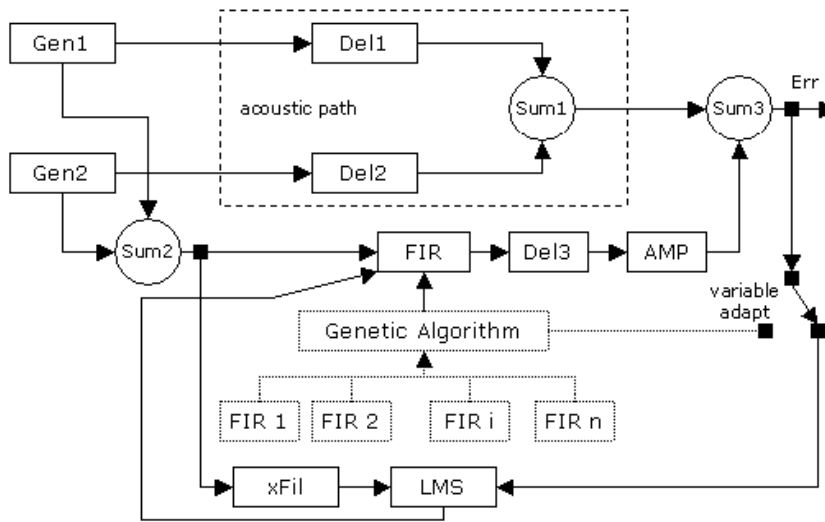 Gen1
Del1
Err
acoustic path
Sum1
Sum3
Gen2
Del2
Sum2
FIR
Del3
AMP
variable
adapt
Genetic Algorithm
FIR 1
FIR 2
FIR i
FIR n
xFil
LMS